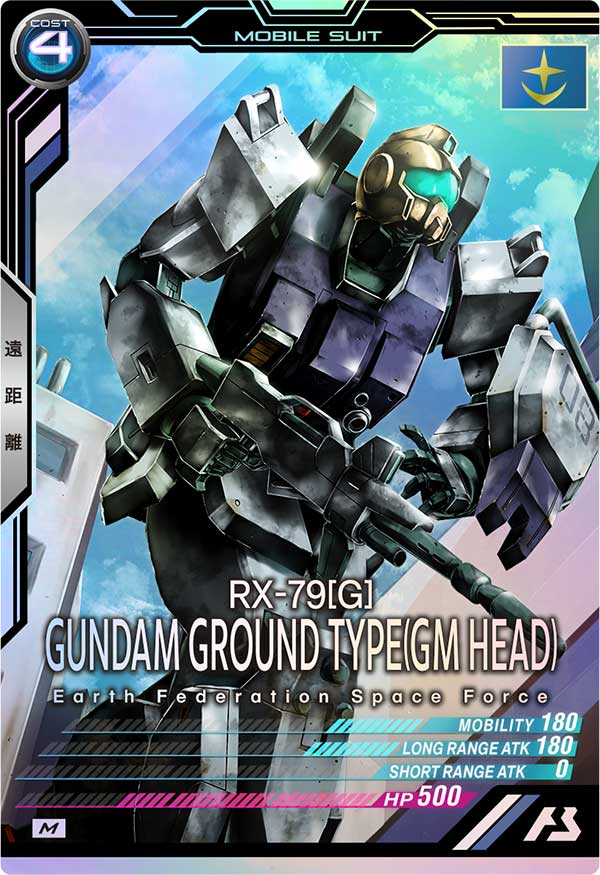 COST
4
MOBILE SUIT
遠距離
03
RX-79[G]
GUNDAM GROUND TYPE(GM HEAD)
Earth Federation Space Force
MOBILITY 180
LONG RANGE ATK 180
SHORT RANGE ATK 0
HP 500
M